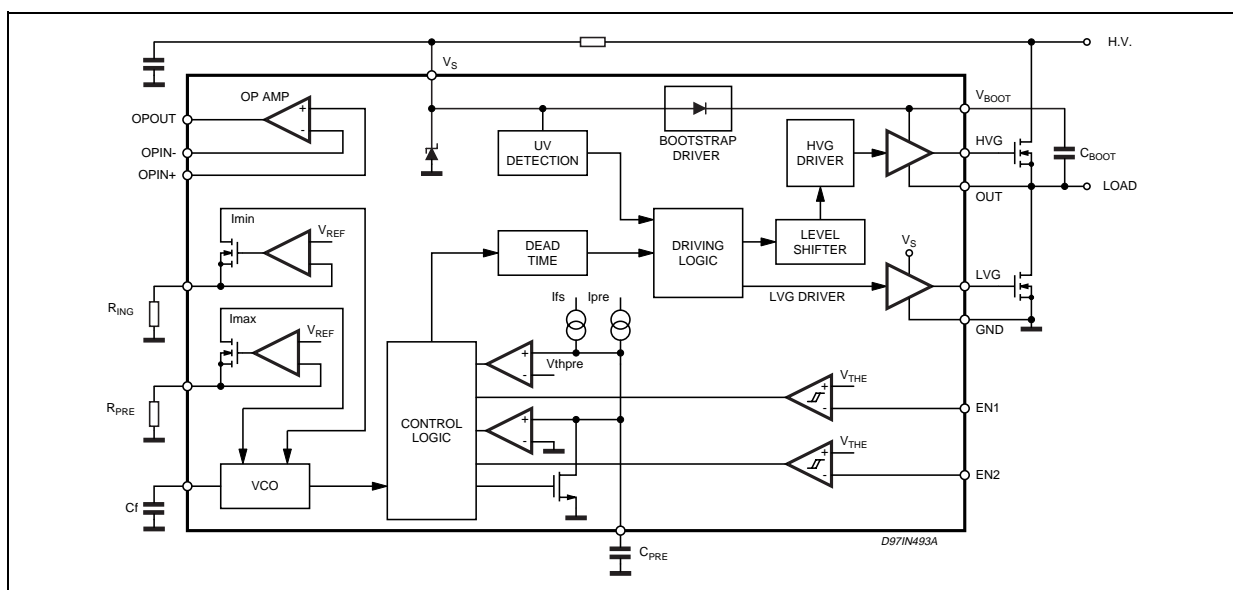 H.V.
VS
OP AMP
VBOOT
OPOUT
BOOTSTRAP
DRIVER
HVG
DRIVER
HVG
UV
DETECTION
CBOOT
OPIN-
OPIN+
OUT
LOAD
Imin
VREF
DEAD
TIME
DRIVING
LOGIC
LEVEL
SHIFTER
VS
LVG
RING
Ifs
Ipre
LVG DRIVER
Imax
VREF
GND
+
Vthpre
-
VTHE
RPRE
EN1
CONTROL
LOGIC
VTHE
VCO
EN2
Cf
D97IN493A
CPRE